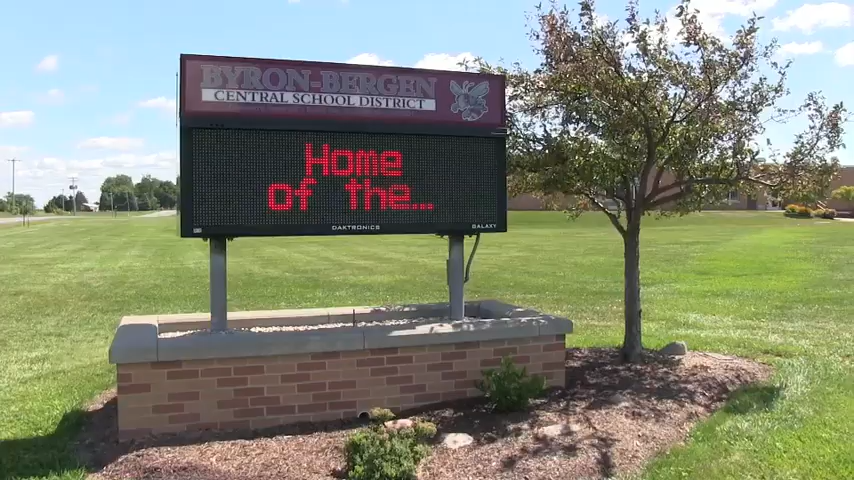 BYRON-BERGEN
CENTRAL SCHOOL DISTRICT
Home
of the...
DAKTRONICS GALAXY